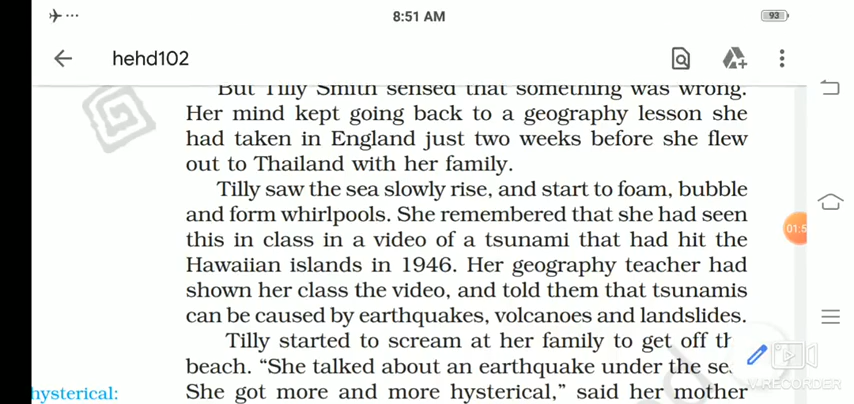 8:51 AM
93
hehd102
But Tilly Smith sensed that something was wrong.
Her mind kept going back to a geography lesson she
had taken in England just two weeks before she flew
out to Thailand with her family.
Tilly saw the sea slowly rise, and start to foam, bubble
and form whirlpools. She remembered that she had seen
this in class in a video of a tsunami that had hit the
Hawaiian islands in 1946. Her geography teacher had
shown her class the video, and told them that tsunamis
can be caused by earthquakes, volcanoes and landslides.
Tilly started to scream at her family to get off th
beach. “She talked about an earthquake under the se
hysterical: She got more and more hysterical,” said her mother
01:5
V.RECORDER